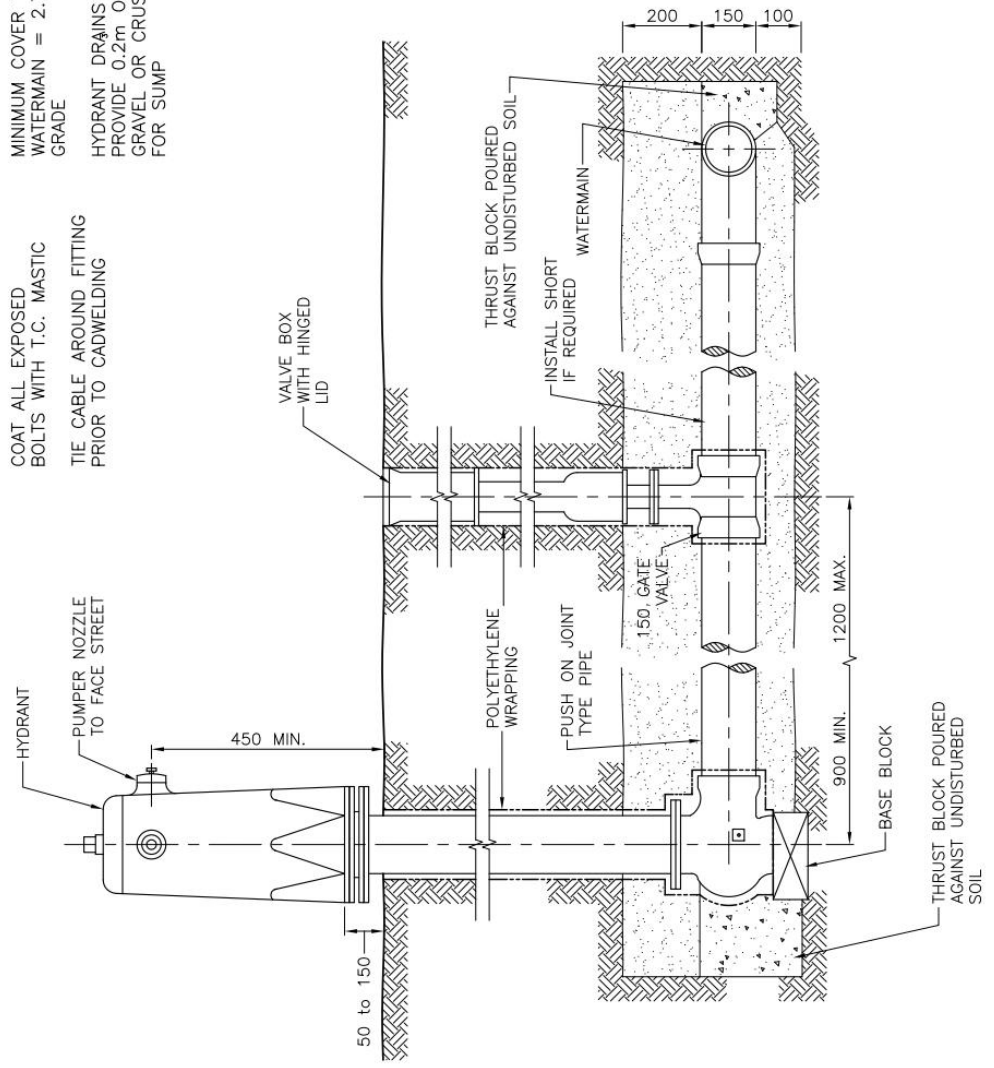 COAT ALL EXPOSED
BOLTS WITH T.C. MASTIC
TIE CABLE AROUND FITTING
PRIOR TO CADWELDING
MINIMUM COVER
WATERMAIN = 2.
GRADE
HYDRANT DRAINS
PROVIDE 0.2m
GRAVEL OR
FOR SUMP
HYDRANT
PUMPER NOZZLE
TO FACE STREET
450 MIN.
50 to 150
VALVE BOX
WITH HINGED
LID
POLYETHYLENE
WRAPPING
PUSH ON JOINT
TYPE PIPE
150 GATE
VALVE
INSTALL SHORT
IF REQUIRED
THRUST BLOCK POURED
AGAINST UNDISTURBED SOIL
WATERMAIN
200
150
100
900 MIN.
1200 MAX.
BASE BLOCK
THRUST BLOCK POURED
AGAINST UNDISTURBED
SOIL